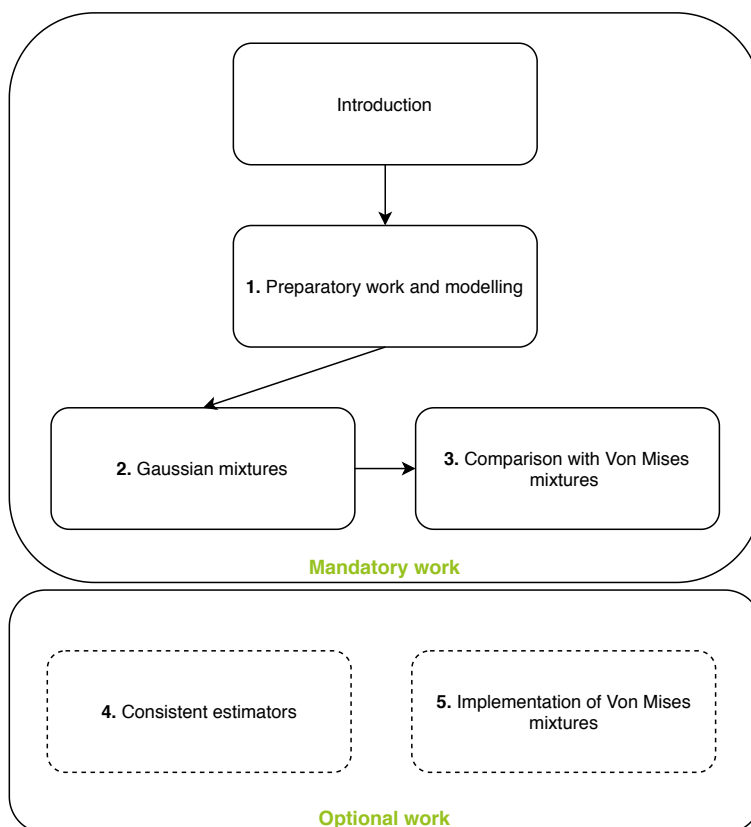 Introduction
1. Preparatory work and modelling
2. Gaussian mixtures
3. Comparison with Von Mises
mixtures
Mandatory work
4. Consistent estimators
5. Implementation of Von Mises
mixtures
Optional work